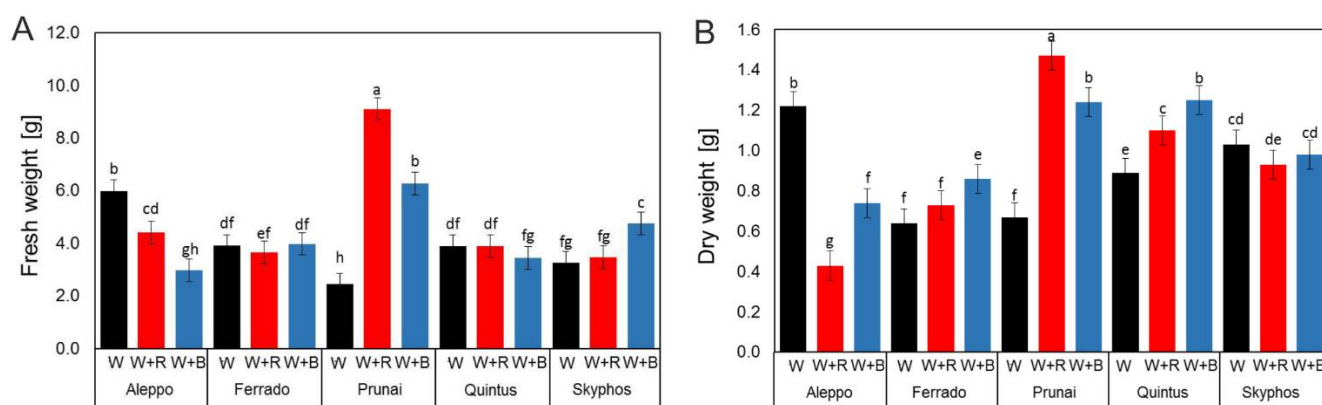 A
Fresh weight [g]
12.0
10.0
8.0
6.0
4.0
2.0
0.0
b
cd
gh
df
ef
df
h
a
b
df
df
fg
fg
fg
c
W W+R W+B W W+R W+B W W+R W+B W W+R W+B W W+R W+B
Aleppo Ferrado Prunai Quintus Skyphos
B
Dry weight [g]
1.6
1.4
1.2
1.0
0.8
0.6
0.4
0.2
0.0
b
g
f
f
f
e
f
a
b
e
c
b
cd
de
cd
W W+R W+B W W+R W+B W W+R W+B W W+R W+B W W+R W+B
Aleppo Ferrado Prunai Quintus Skyphos